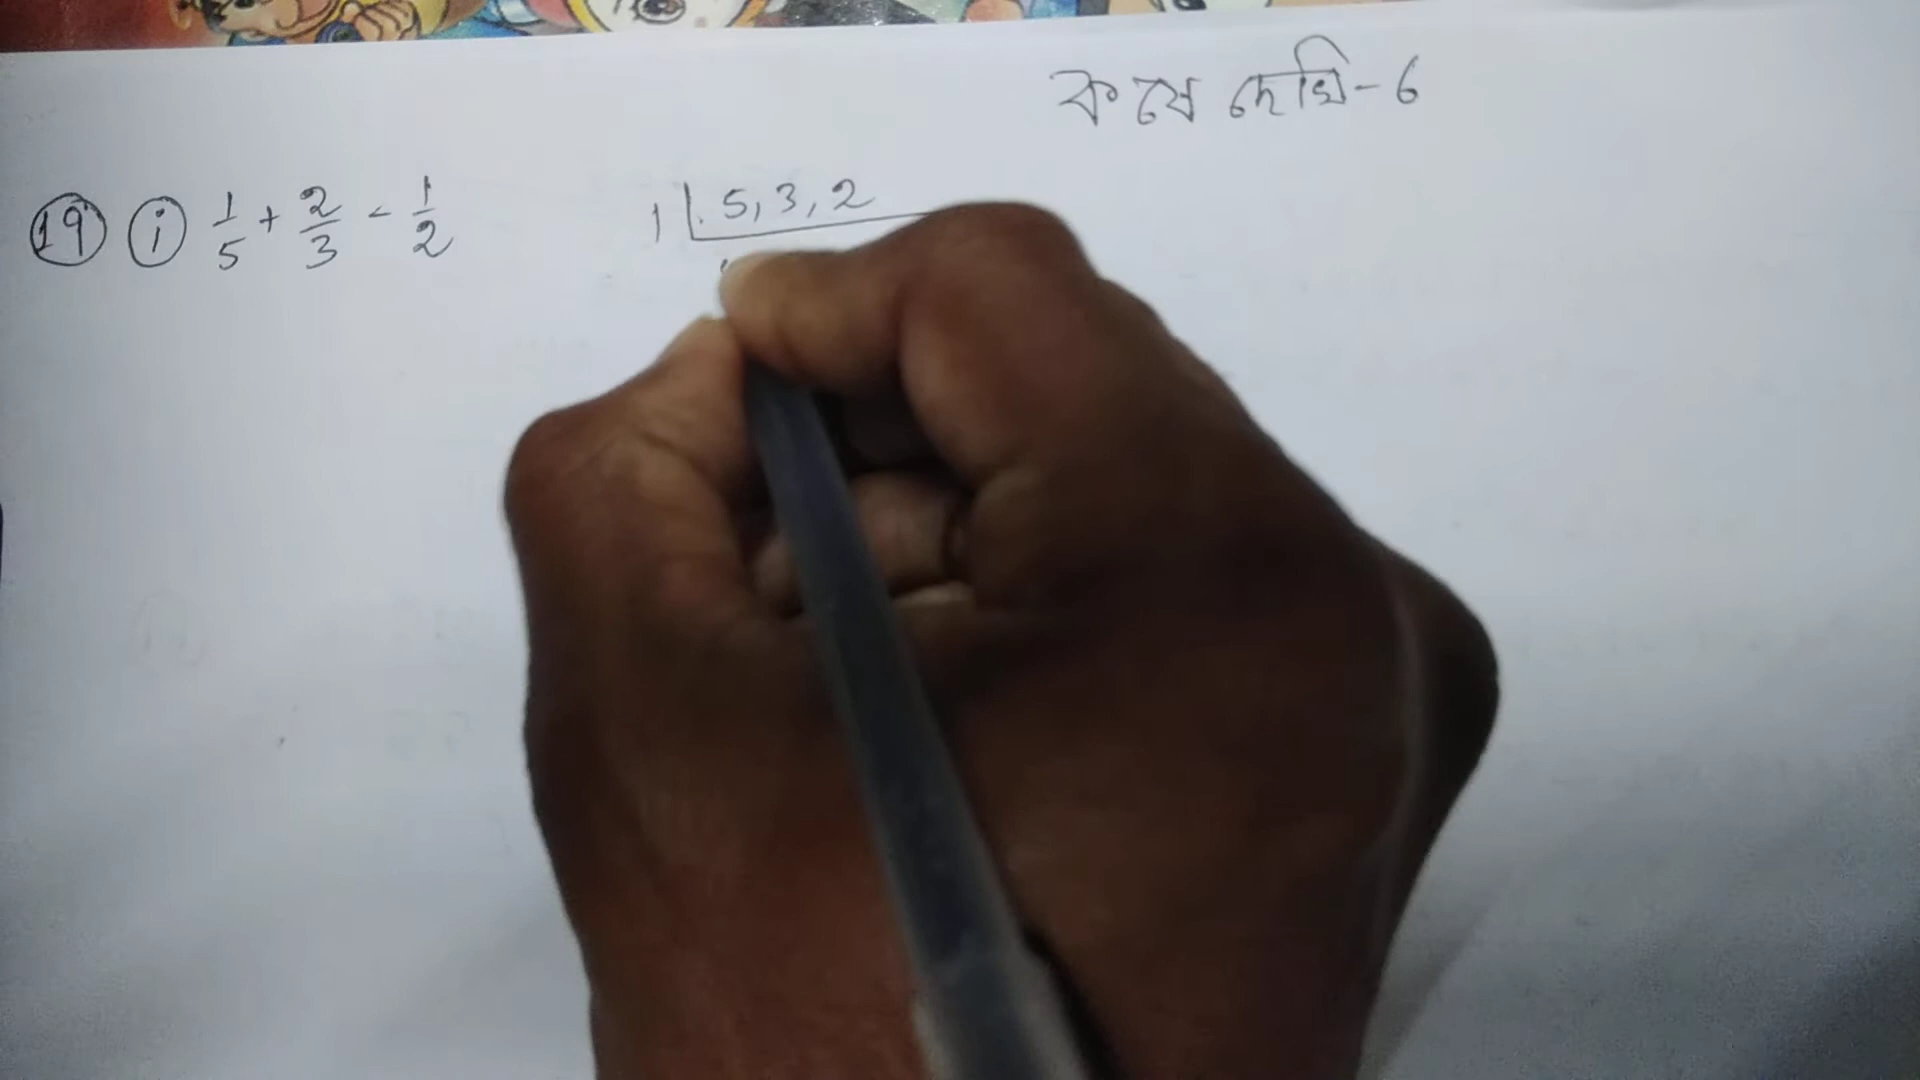 কষে দেখি-6
19 i 1/5 + 2/3 - 1/2
1 | 5, 3, 2